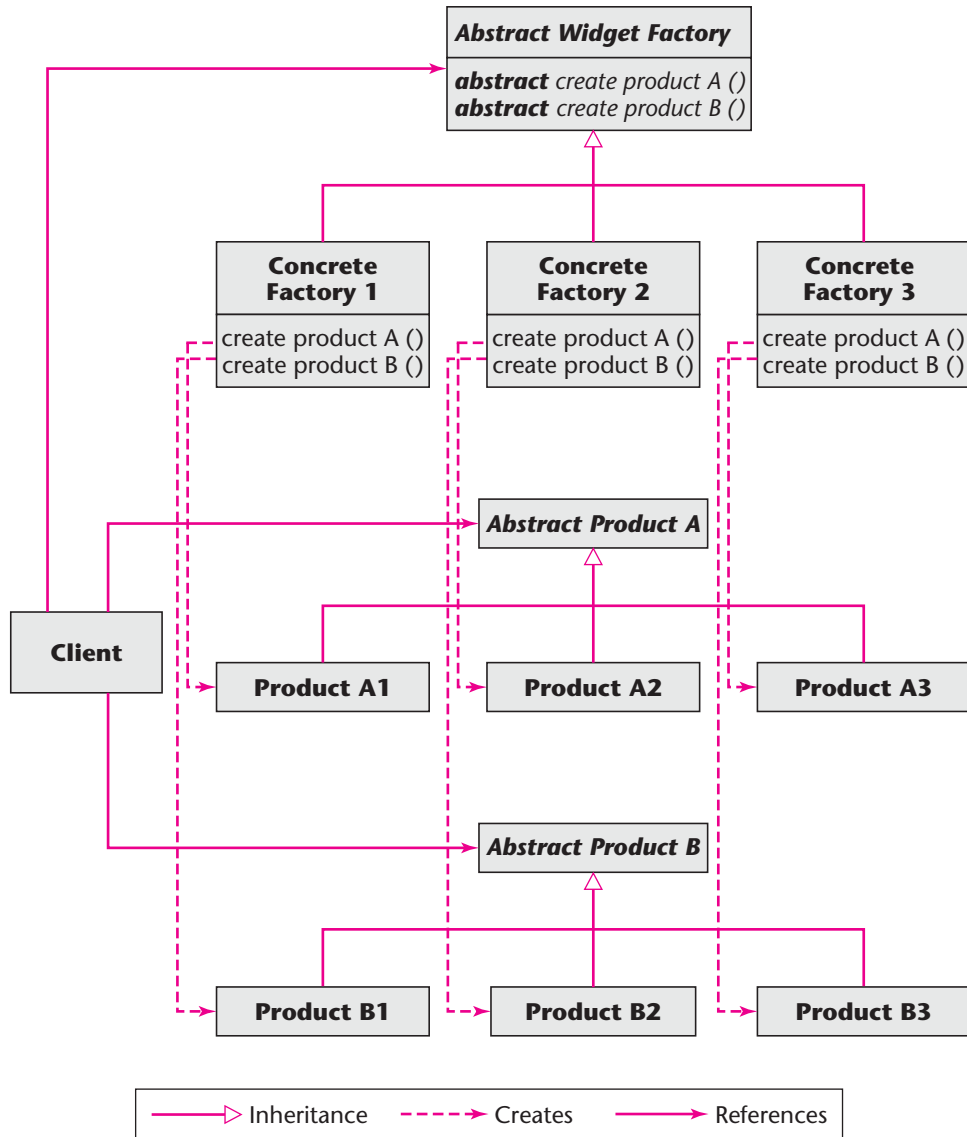 Abstract Widget Factory
abstract create product A ()
abstract create product B ()
Concrete
Factory 1
create product A ()
create product B ()
Concrete
Factory 2
create product A ()
create product B ()
Concrete
Factory 3
create product A ()
create product B ()
Abstract Product A
Client
Product A1
Product A2
Product A3
Abstract Product B
Product B1
Product B2
Product B3
Inheritance
Creates
References